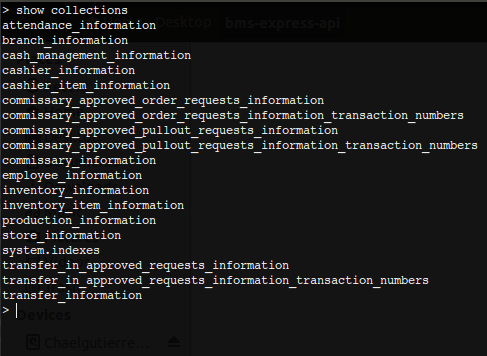 > show collections
Desktop bms-express-api
attendance_information
branch_information
cash_management_information
cashier_information
cashier_item_information
commissary_approved_order_requests_information
commissary_approved_order_requests_information_transaction_numbers
commissary_approved_pullout_requests_information
commissary_approved_pullout_requests_information_transaction_numbers
commissary_information
employee_information
inventory_information
inventory_item_information
production_information
store_information
system.indexes
transfer_in_approved_requests_information
transfer_in_approved_requests_information_transaction_numbers
transfer_information
>
Devices
Chaelgutierre...